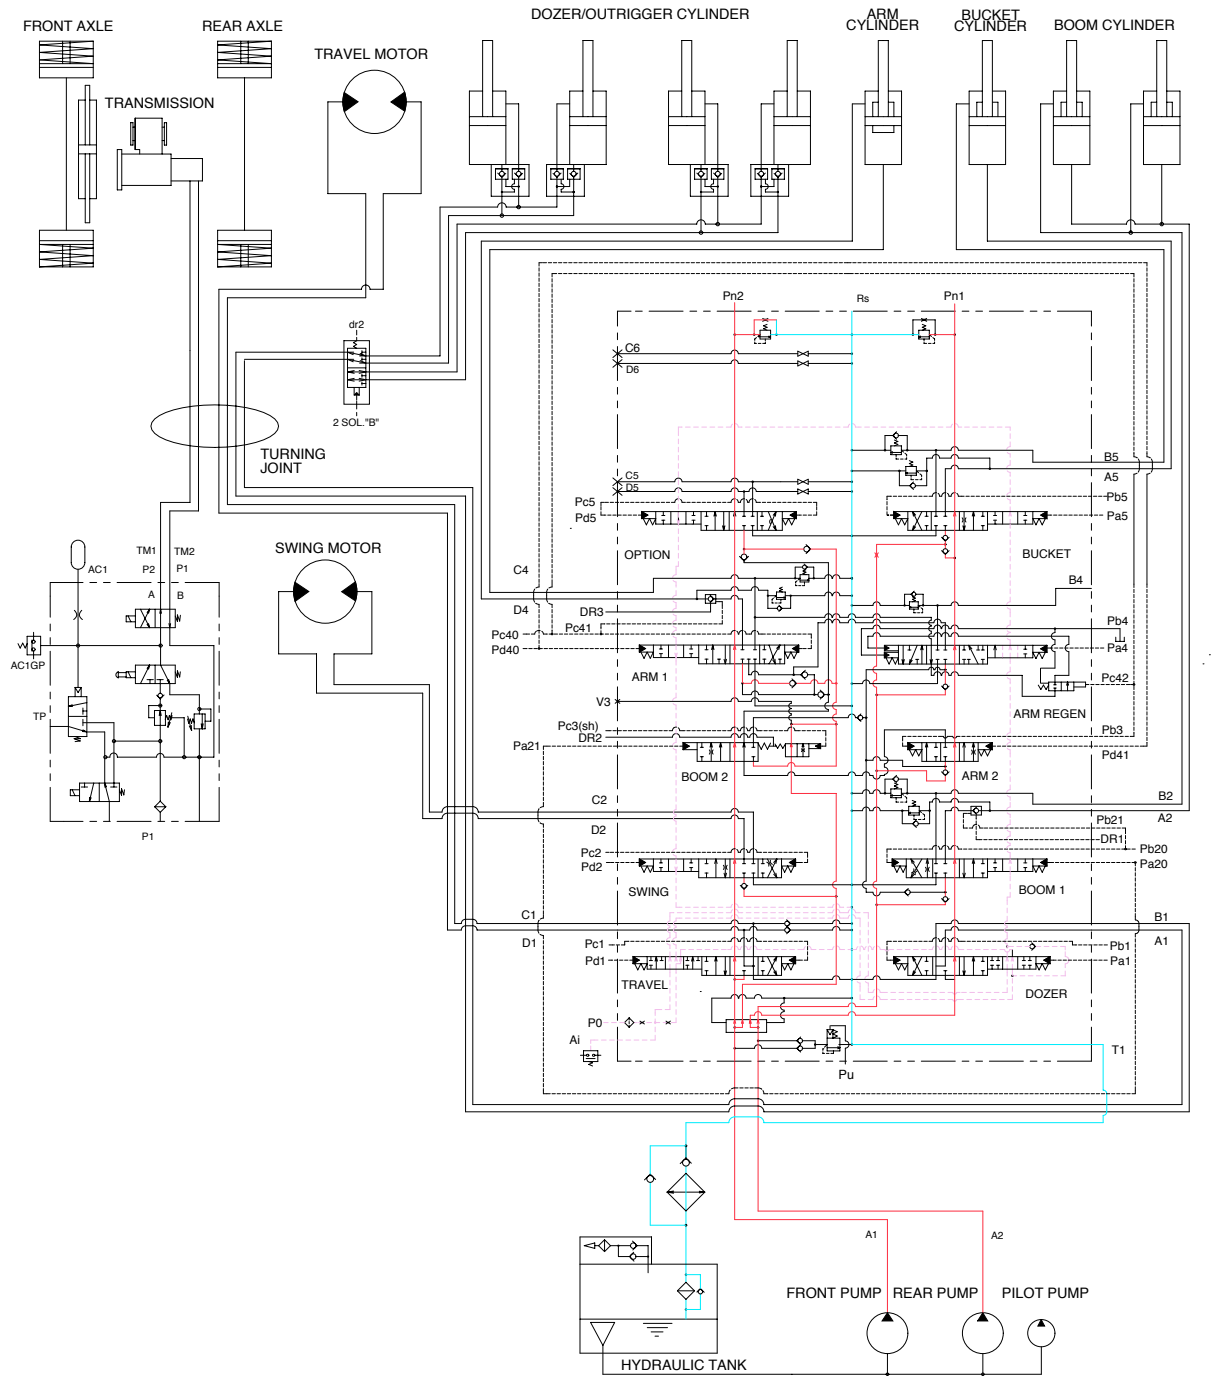 DOZER/OUTRIGGER CYLINDER
ARM
CYLINDER
BUCKET
CYLINDER
BOOM CYLINDER
FRONT AXLE
REAR AXLE
TRAVEL MOTOR
TRANSMISSION
Pn2
Rs
Pn1
dr2
C6
D6
2 SOL."B"
TURNING
JOINT
B5
A5
C5
D5
Pc5
Pd5
Pb5
Pa5
OPTION
BUCKET
SWING MOTOR
TM1
TM2
P2
P1
AC1
A
B
C4
D4
DR3
B4
Pc41
Pc40
Pd40
Pb4
Pa4
AC1GP
ARM 1
Pc42
ARM REGEN
V3
TP
Pc3(sh)
DR2
Pa21
Pb3
Pd41
BOOM 2
ARM 2
C2
D2
B2
A2
Pb21
DR1
P1
Pc2
Pd2
Pb20
Pa20
SWING
BOOM 1
C1
D1
B1
A1
Pc1
Pd1
Pb1
Pa1
TRAVEL
DOZER
P0
Ai
T1
Pu
A1
A2
FRONT PUMP
REAR PUMP
PILOT PUMP
HYDRAULIC TANK